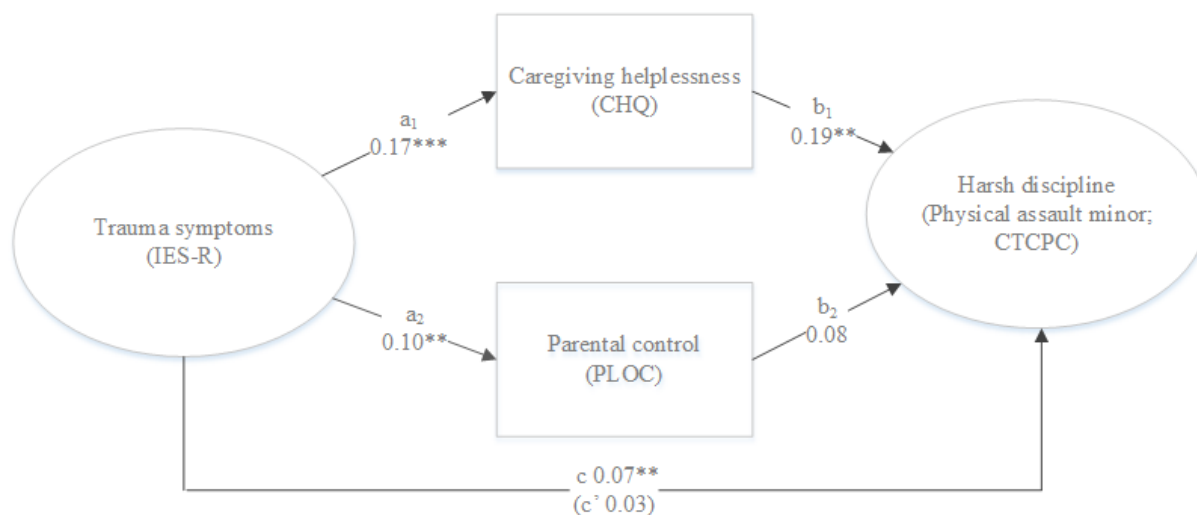 Caregiving helplessness
(CHQ)
a₁
0.17***
b₁
0.19**
Trauma symptoms
(IES-R)
Harsh discipline
(Physical assault minor;
CTCPC)
a₂
0.10**
Parental control
(PLOC)
b₂
0.08
c 0.07**
(c' 0.03)